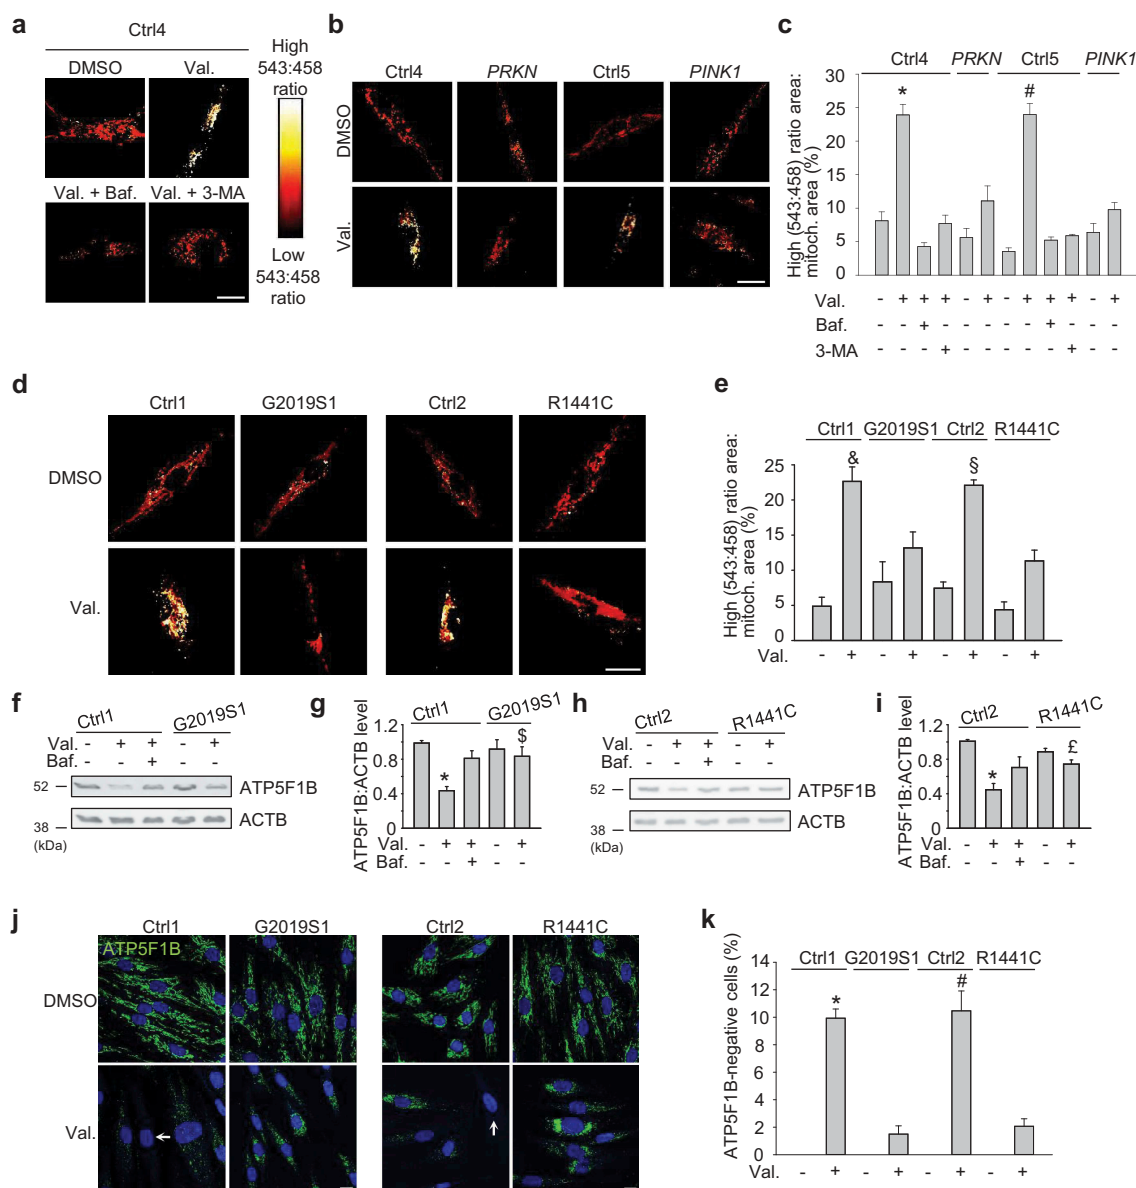 a
Ctrl4
DMSO Val.
Val. + Baf. Val. + 3-MA
High
543:458
ratio
Low
543:458
ratio
b
Ctrl4 PRKN Ctrl5 PINK1
DMSO
Val.
c
Ctrl4 PRKN Ctrl5 PINK1
High (543:458) ratio area:
mitoch. area (%)
30
25
20
15
10
5
0
* #
Val. - + + + - + - + + + - +
Baf. - - + - - - - - + - - -
3-MA - - - + - - - - - + - -
d
Ctrl1 G2019S1 Ctrl2 R1441C
DMSO
Val.
e
Ctrl1 G2019S1 Ctrl2 R1441C
High (543:458) ratio area:
mitoch. area (%)
25
20
15
10
5
0
& §
Val. - + - + - + - +
f
Ctrl1 G2019S1
Val. - + + - +
Baf. +
52 ATP5F1B
38 ACTB
(kDa)
g
Ctrl1 G2019S1
ATP5F1B:ACTB level
1.2
0.8
0.4
0
* $
Val. - + + - +
Baf. +
h
Ctrl2 R1441C
Val. - + + - +
Baf. +
52 ATP5F1B
38 ACTB
(kDa)
i
Ctrl2 R1441C
ATP5F1B:ACTB level
1.2
0.8
0.4
0
* £
Val. - + + - +
Baf. +
j
Ctrl1 G2019S1 Ctrl2 R1441C
ATP5F1B
DMSO
Val.
k
Ctrl1 G2019S1 Ctrl2 R1441C
ATP5F1B-negative cells (%)
14
12
10
8
6
4
2
0
* #
Val. - + - + - + - +